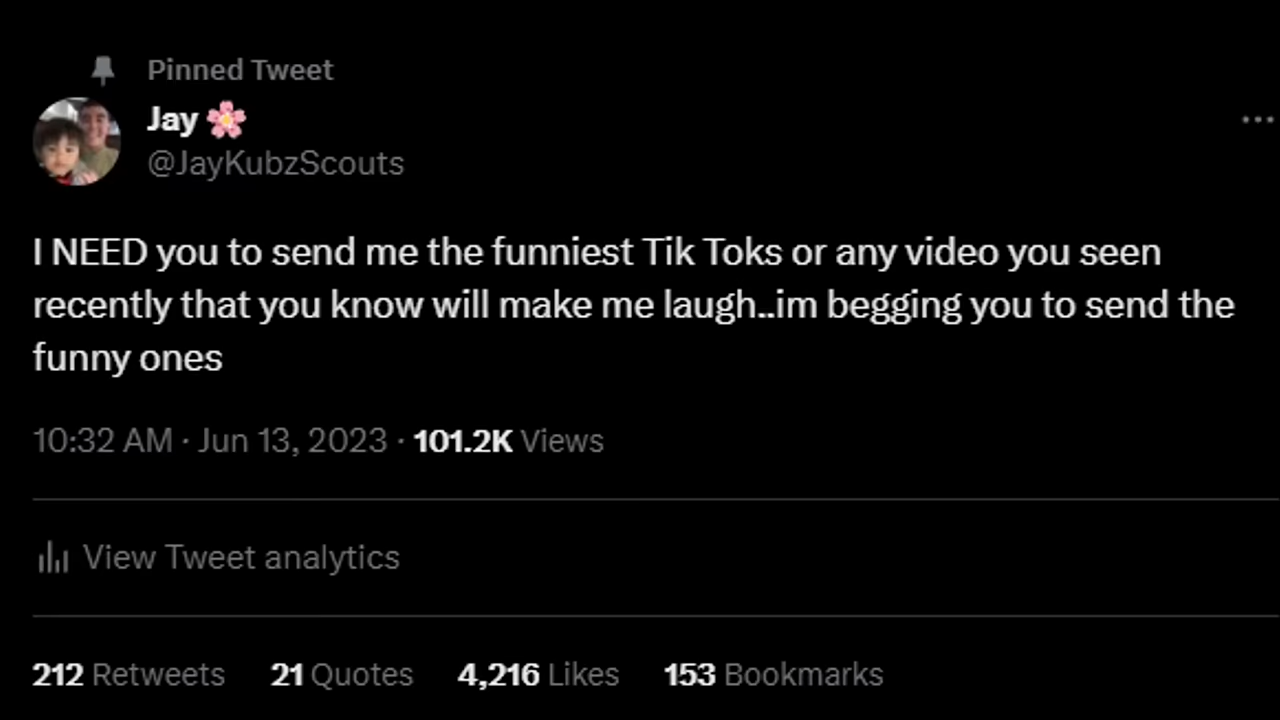 Pinned Tweet
Jay 🌸
@JayKubzScouts
I NEED you to send me the funniest Tik Toks or any video you seen
recently that you know will make me laugh..im begging you to send the
funny ones
10:32 AM · Jun 13, 2023 · 101.2K Views
View Tweet analytics
212 Retweets 21 Quotes 4,216 Likes 153 Bookmarks